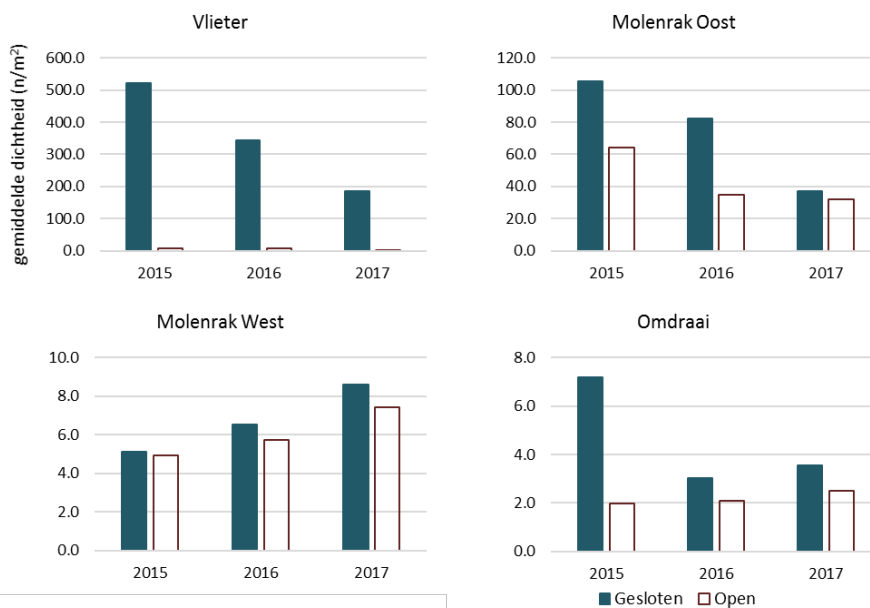 Vlieter
gemiddelde dichtheid (n/m²)
600.0
500.0
400.0
300.0
200.0
100.0
0.0
2015 2016 2017
Molenrak Oost
120.0
100.0
80.0
60.0
40.0
20.0
0.0
2015 2016 2017
Molenrak West
10.0
8.0
6.0
4.0
2.0
0.0
2015 2016 2017
Omdraai
8.0
6.0
4.0
2.0
0.0
2015 2016 2017
Gesloten Open